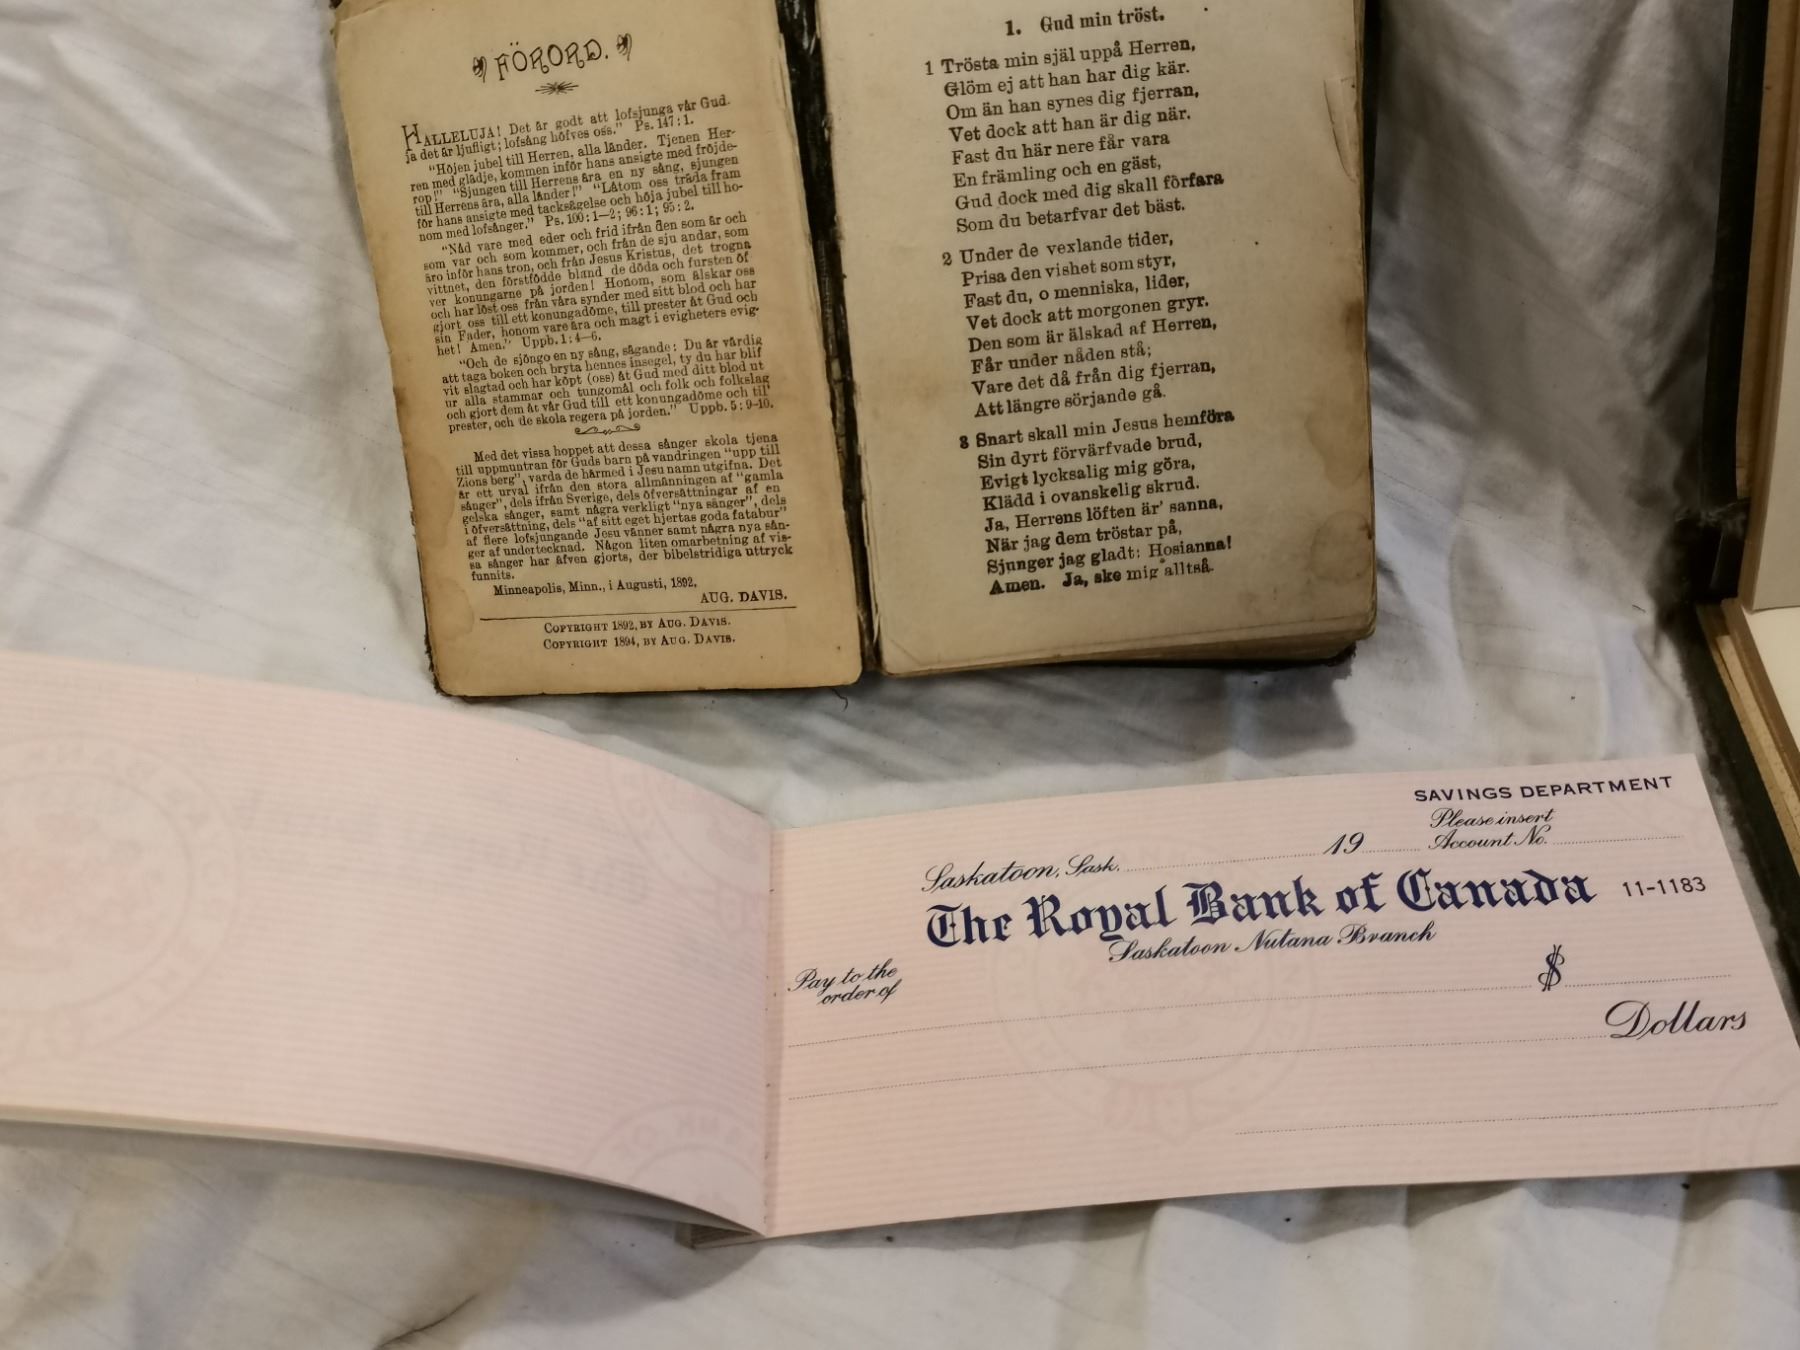 FÖRORD.
HALLELUJA! Det är godt att lofsjunga vår Gud.
ja det är ljufligt; lofsång höfves oss." Ps. 147:1.
"Höjen jubel till Herren, alla länder. Tjenen Her-
ren med glädje, kommen inför hans ansigte med fröjde-
rop!" "Sjungen till Herrens ära en ny sång, sjungen
till Herrens ära, alla länder!" "Låtom oss träda fram
för hans ansigte med tacksägelse och höja jubel till ho-
nom med lofsånger." Ps. 100:1—2; 96:1; 95:2.
"Nåd vare med eder och frid ifrån den som är och
som var och som kommer, och från de sju andar, som
äro inför hans tron, och från Jesus Kristus, det trogna
vittnet, den förstfödde bland de döda och fursten öf
ver konungarne på jorden! Honom, som älskar oss
och har löst oss från våra synder med sitt blod och har
gjort oss till ett konungadöme, till prester åt Gud och
sin Fader, honom vare ära och magt i evigheters evig-
het! Amen." Uppb. 1:4—6.
"Och de sjöngo en ny sång, sägande: Du är värdig
att taga boken och bryta hennes insegel, ty du har blif
vit slagtad och har köpt (oss) åt Gud med ditt blod ut
ur alla stammar och tungomål och folk och folkslag
och gjort dem åt vår Gud till ett konungadöme och till
prester, och de skola regera på jorden." Uppb. 5:9-10.
Med det vissa hoppet att dessa sånger skola tjena
till uppmuntran för Guds barn på vandringen "upp till
Zions berg", varda de härmed i Jesu namn utgifna. Det
är ett urval ifrån den stora allmänningen af "gamla
sånger", dels ifrån Sverige, dels öfversättningar af en
gelska sånger, samt några verkligt "nya sånger", dels
i öfversättning, dels "af sitt eget hjertas goda fatabur"
af flere lofsjungande Jesu vänner samt några nya sån-
ger af undertecknad. Någon liten omarbetning af vis-
sa sånger har äfven gjorts, der bibelstridiga uttryck
funnits.
Minneapolis, Minn., i Augusti, 1892.
AUG. DAVIS.
COPYRIGHT 1892, BY AUG. DAVIS.
COPYRIGHT 1894, BY AUG. DAVIS.
1. Gud min tröst.
1 Trösta min själ uppå Herren,
Glöm ej att han har dig kär.
Om än han synes dig fjerran,
Vet dock att han är dig när.
Fast du här nere får vara
En främling och en gäst,
Gud dock med dig skall förfara
Som du betarfvar det bäst.
2 Under de vexlande tider,
Prisa den vishet som styr,
Fast du, o menniska, lider,
Vet dock att morgonen gryr.
Den som är älskad af Herren,
Får under nåden stå;
Vare det då från dig fjerran,
Att längre sörjande gå.
3 Snart skall min Jesus hemföra
Sin dyrt förvärfvade brud,
Evigt lycksalig mig göra,
Klädd i ovanskelig skrud.
Ja, Herrens löften är' sanna,
När jag dem tröstar på,
Sjunger jag gladt: Hosianna!
Amen. Ja, ske mig alltså.
SAVINGS DEPARTMENT
Please insert
Account No.
Saskatoon, Sask. 19
The Royal Bank of Canada 11-1183
Saskatoon Nutana Branch
Pay to the
order of
$
Dollars